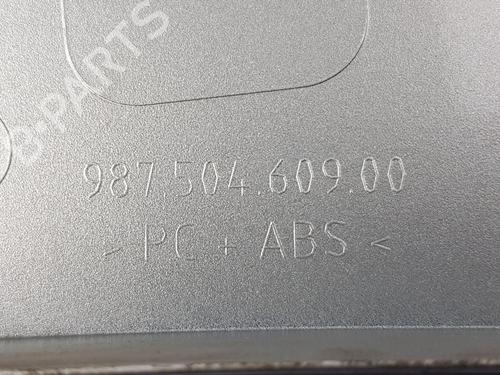 B-PARTS
987.504.609.00
> PC + ABS <